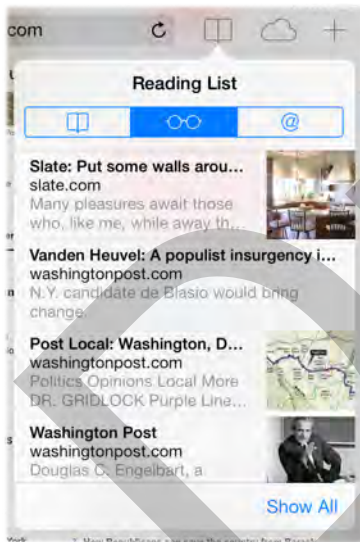 com
Reading List
@
Slate: Put some walls arou...
slate.com
Many pleasures await those
who, like me, while away th...
Vanden Heuvel: A populist insurgency i...
washingtonpost.com
N.Y. candidate de Blasio would bring
change.
Post Local: Washington, D...
washingtonpost.com
Politics Opinions Local More
DR. GRIDLOCK Purple Line...
Washington Post
washingtonpost.com
Douglas C. Engelbart, a
Show All